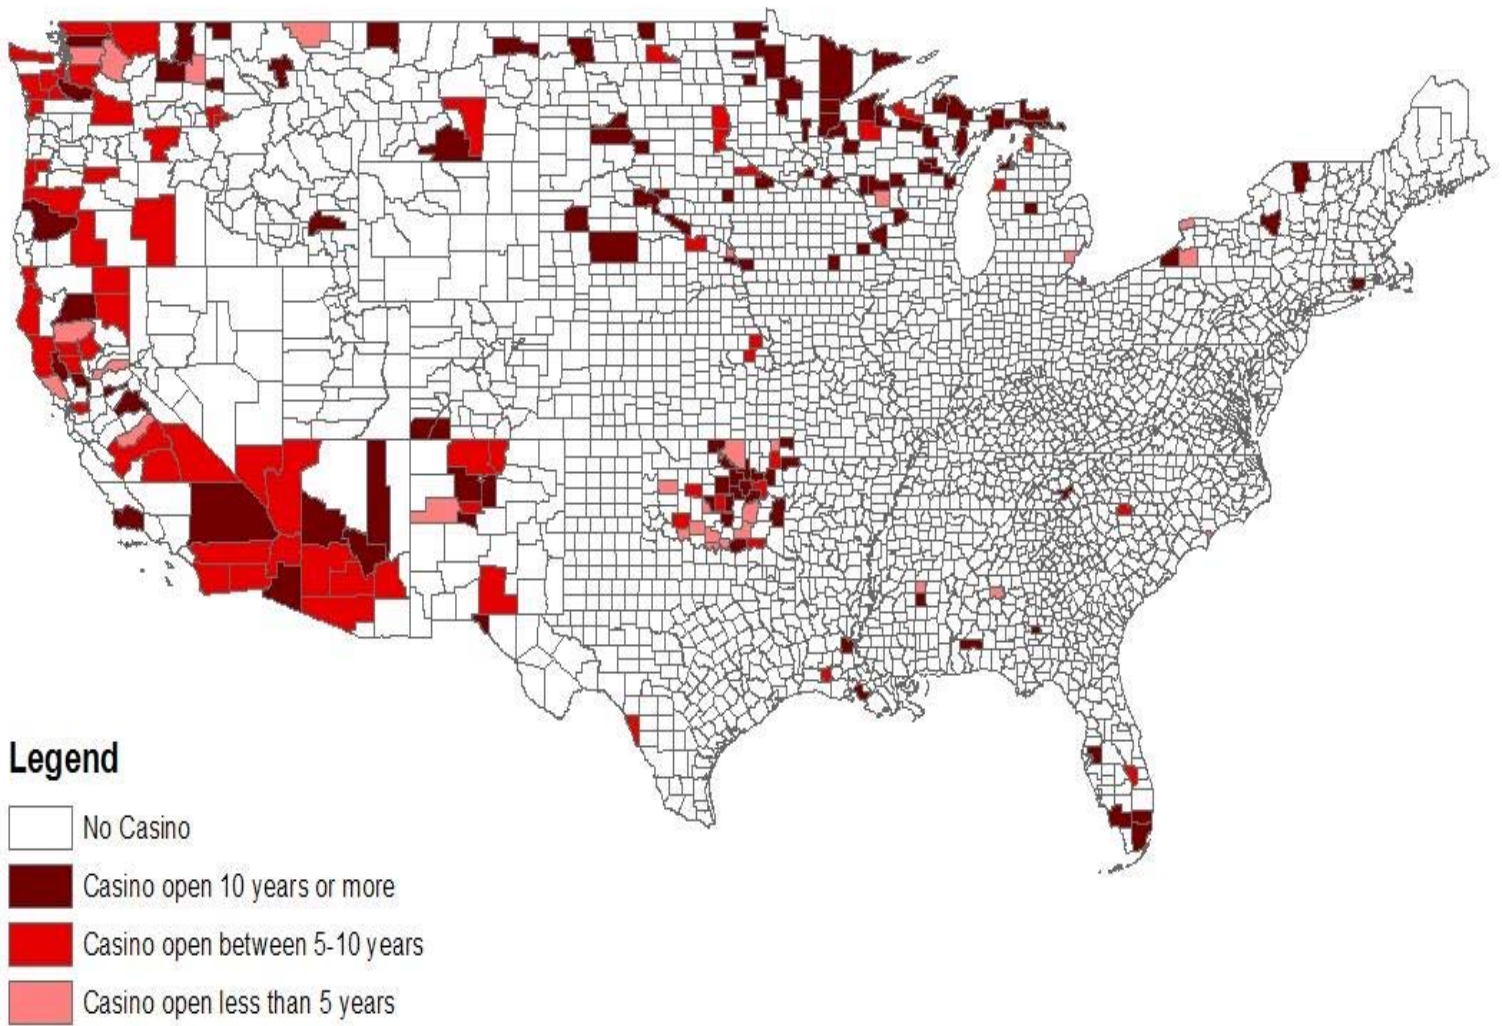 Legend
No Casino
Casino open 10 years or more
Casino open between 5-10 years
Casino open less than 5 years